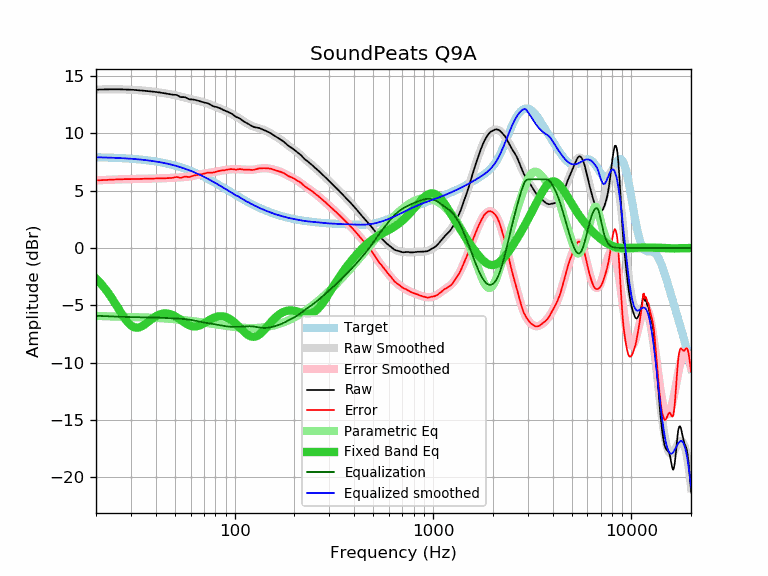 SoundPeats Q9A
15
10
5
0
−5
−10
−15
−20
Amplitude (dBr)
Target
Raw Smoothed
Error Smoothed
Raw
Error
Parametric Eq
Fixed Band Eq
Equalization
Equalized smoothed
100
1000
10000
Frequency (Hz)